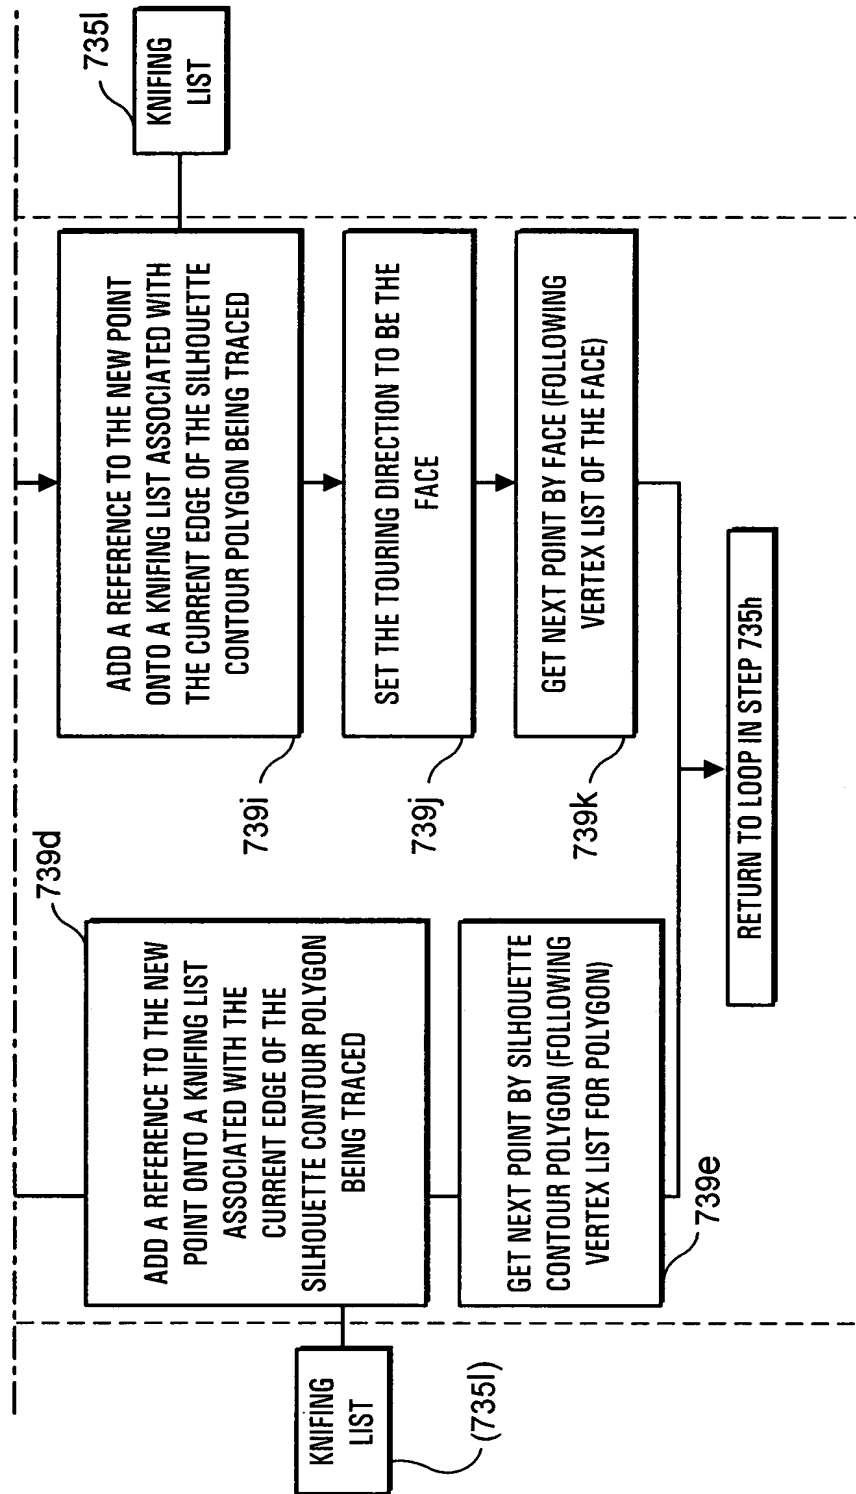 739d
ADD A REFERENCE TO THE NEW
POINT ONTO A KNIFING LIST
ASSOCIATED WITH THE
CURRENT EDGE OF THE
SILHOUETTE CONTOUR POLYGON
BEING TRACED
KNIFING
LIST
(735l)
GET NEXT POINT BY SILHOUETTE
CONTOUR POLYGON (FOLLOWING
VERTEX LIST FOR POLYGON)
739e
ADD A REFERENCE TO THE NEW POINT
ONTO A KNIFING LIST ASSOCIATED WITH
THE CURRENT EDGE OF THE SILHOUETTE
CONTOUR POLYGON BEING TRACED
739i
KNIFING
LIST
735l
SET THE TOURING DIRECTION TO BE THE
FACE
739j
GET NEXT POINT BY FACE (FOLLOWING
VERTEX LIST OF THE FACE)
739k
RETURN TO LOOP IN STEP 735h